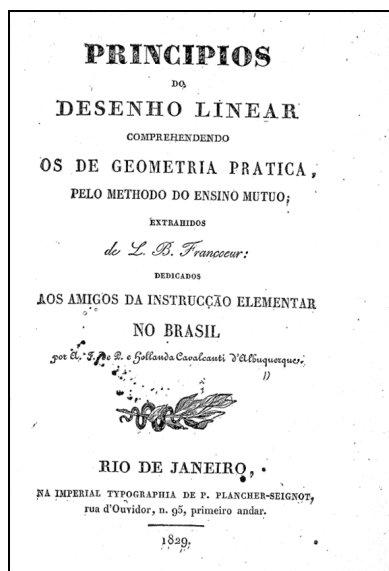 PRINCIPIOS
DO
DESENHO LINEAR
COMPREHENDENDO
OS DE GEOMETRIA PRATICA,
PELO METHODO DO ENSINO MUTUO;
EXTRAHIDOS
de L. B. Francoeur:
DEDICADOS
AOS AMIGOS DA INSTRUCÇÃO ELEMENTAR
NO BRASIL
por A. F. de P. e Hollanda Cavalcanti d'Albuquerque.
RIO DE JANEIRO,
NA IMPERIAL TYPOGRAPHIA DE P. PLANCHER-SEIGNOT,
rua d'Ouvidor, n. 95, primeiro andar.
1829.